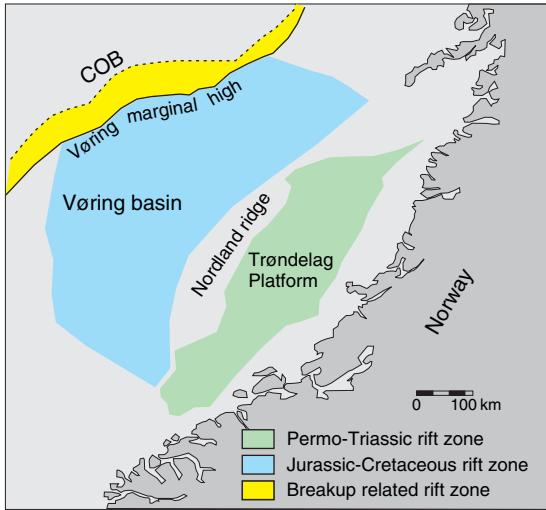 COB
Vøring marginal high
Vøring basin
Nordland ridge
Trøndelag
Platform
Norway
0 100 km
Permo-Triassic rift zone
Jurassic-Cretaceous rift zone
Breakup related rift zone